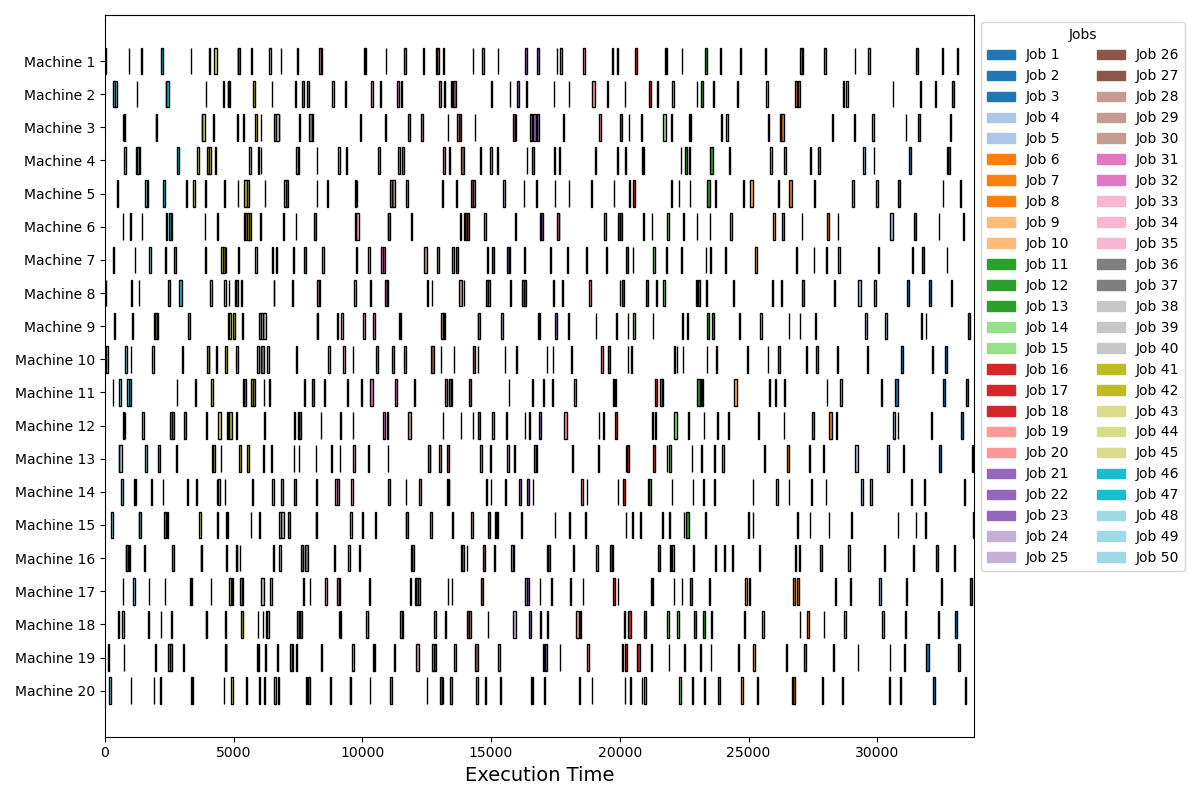 Machine 1
Machine 2
Machine 3
Machine 4
Machine 5
Machine 6
Machine 7
Machine 8
Machine 9
Machine 10
Machine 11
Machine 12
Machine 13
Machine 14
Machine 15
Machine 16
Machine 17
Machine 18
Machine 19
Machine 20
0 5000 10000 15000 20000 25000 30000
Execution Time
Jobs
Job 1 Job 26
Job 2 Job 27
Job 3 Job 28
Job 4 Job 29
Job 5 Job 30
Job 6 Job 31
Job 7 Job 32
Job 8 Job 33
Job 9 Job 34
Job 10 Job 35
Job 11 Job 36
Job 12 Job 37
Job 13 Job 38
Job 14 Job 39
Job 15 Job 40
Job 16 Job 41
Job 17 Job 42
Job 18 Job 43
Job 19 Job 44
Job 20 Job 45
Job 21 Job 46
Job 22 Job 47
Job 23 Job 48
Job 24 Job 49
Job 25 Job 50